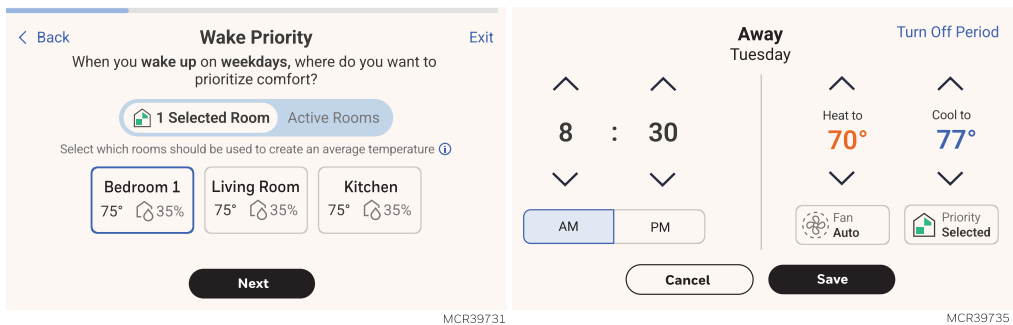 Back
Wake Priority
Exit
When you wake up on weekdays, where do you want to
prioritize comfort?
1 Selected Room
Active Rooms
Select which rooms should be used to create an average temperature
Bedroom 1
75° 35%
Living Room
75° 35%
Kitchen
75° 35%
Next
MCR39731
Away
Tuesday
Turn Off Period
8 : 30
AM
PM
Heat to
70°
Cool to
77°
Fan
Auto
Priority
Selected
Cancel
Save
MCR39735